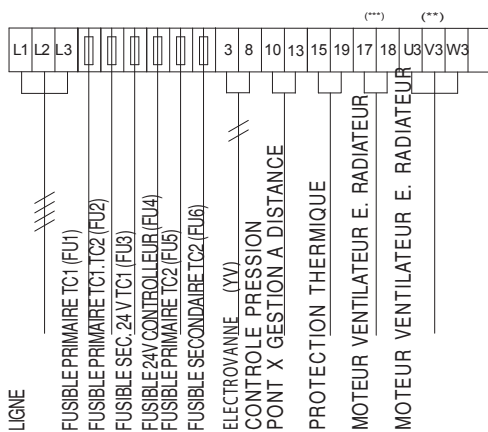 (***) (**)
L1 L2 L3 3 8 10 13 15 19 17 18 U3 V3 W3
LIGNE
FUSIBLE PRIMAIRE TC1 (FU1)
FUSIBLE PRIMAIRE TC1.TC2 (FU2)
FUSIBLE SEC. 24 V TC1 (FU3)
FUSIBLE 24V CONTROLLEUR (FU4)
FUSIBLE PRIMAIRE TC2 (FU5)
FUSIBLE SECONDAIRE TC2 (FU6)
ELECTROVANNE (YV)
CONTROLE PRESSION
PONT X GESTION A DISTANCE
PROTECTION THERMIQUE
MOTEUR VENTILATEUR E. RADIATEUR
MOTEUR VENTILATEUR E. RADIATEUR